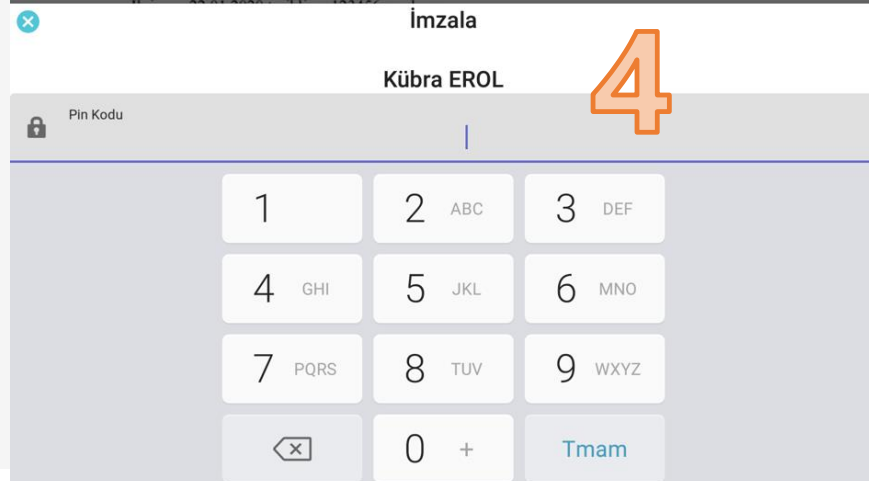 İmzala
4
Kübra EROL
Pin Kodu
1
2 ABC
3 DEF
4 GHI
5 JKL
6 MNO
7 PQRS
8 TUV
9 WXYZ
0 +
Tmam